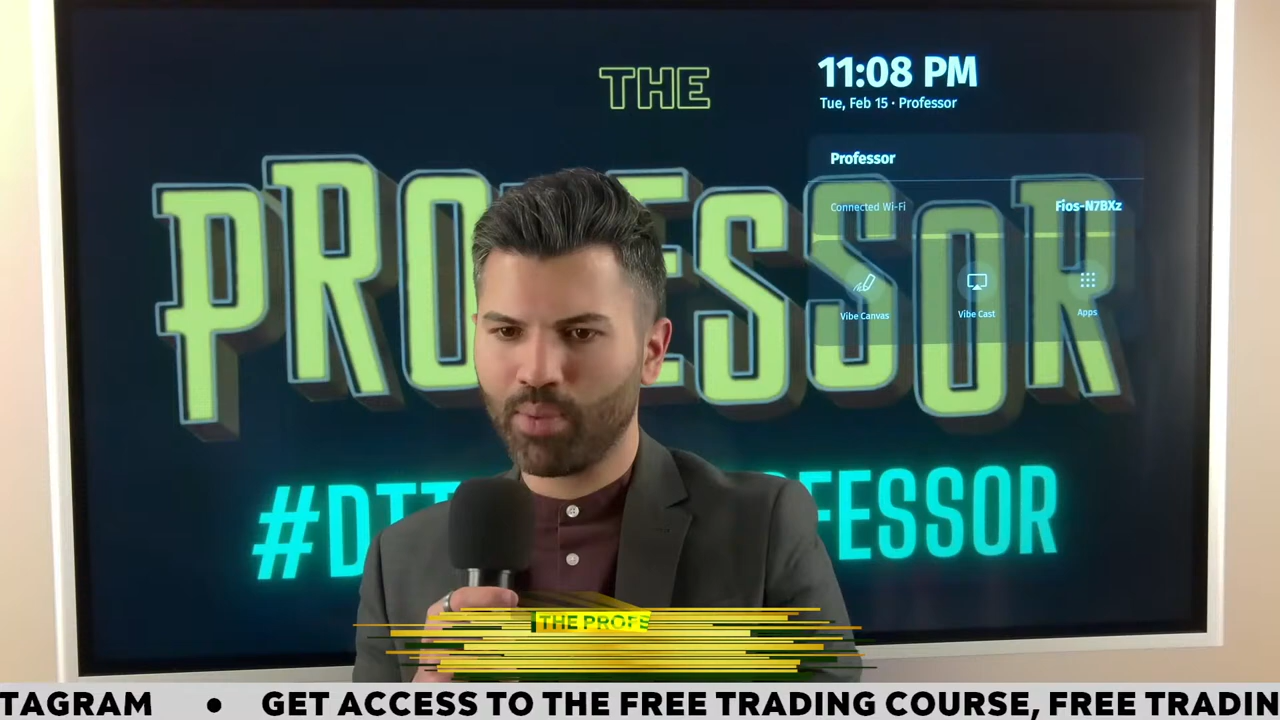 THE
11:08 PM
Tue, Feb 15 · Professor
PROFESSOR
Professor
Connected Wi-Fi
Fios-N7BXz
Vibe Canvas
Vibe Cast
Apps
#DTT
FESSOR
THE PROFE
TAGRAM • GET ACCESS TO THE FREE TRADING COURSE, FREE TRADIN